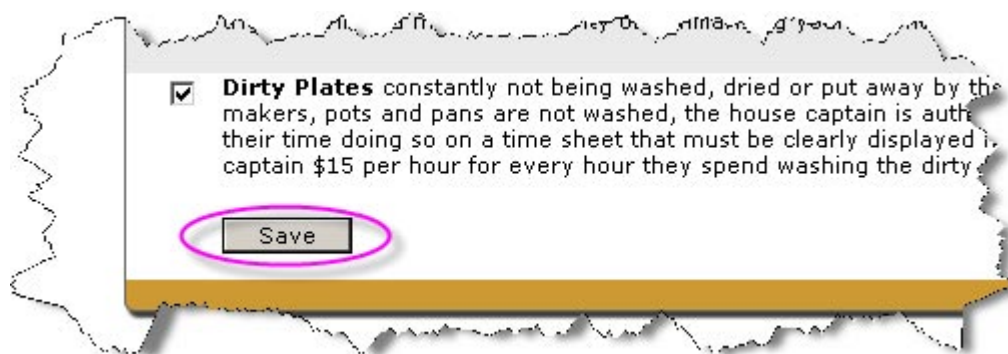 Dirty Plates constantly not being washed, dried or put away by the
makers, pots and pans are not washed, the house captain is auth
their time doing so on a time sheet that must be clearly displayed
captain $15 per hour for every hour they spend washing the dirty
Save